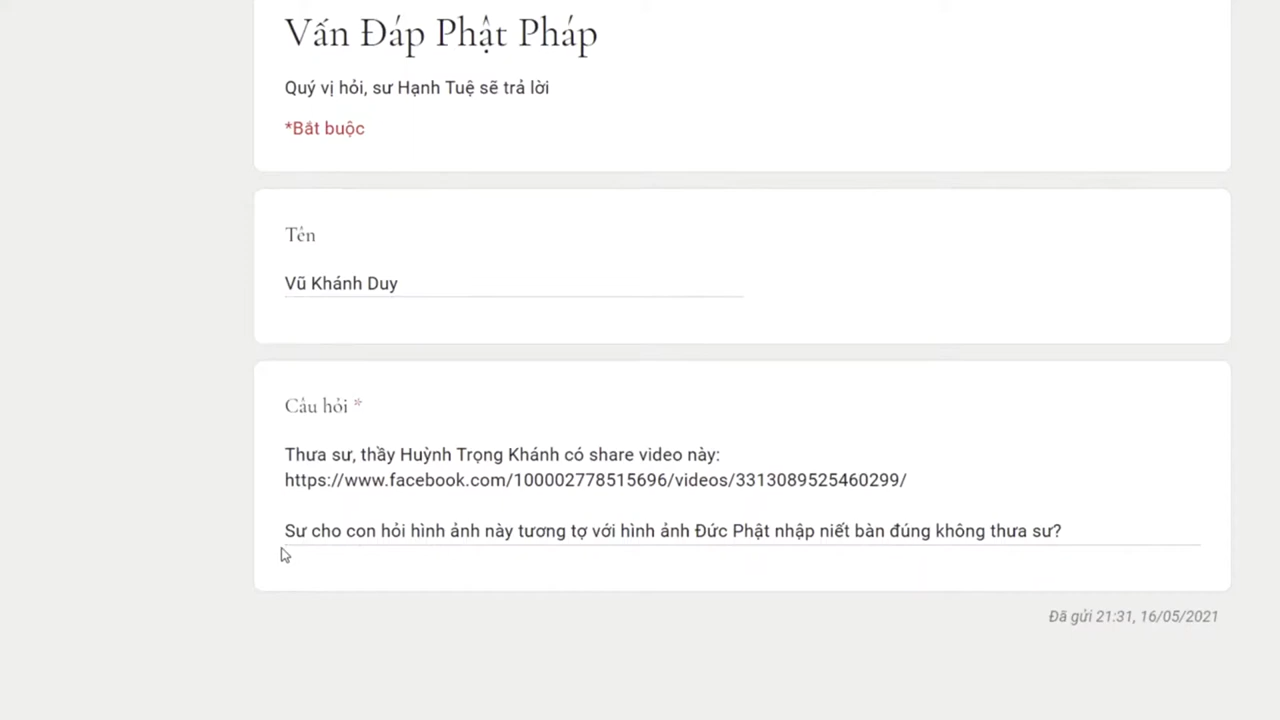 Vấn Đáp Phật Pháp
Quý vị hỏi, sư Hạnh Tuệ sẽ trả lời
*Bắt buộc
Tên
Vũ Khánh Duy
Câu hỏi *
Thưa sư, thầy Huỳnh Trọng Khánh có share video này:
https://www.facebook.com/100002778515696/videos/3313089525460299/
Sư cho con hỏi hình ảnh này tương tợ với hình ảnh Đức Phật nhập niết bàn đúng không thưa sư?
Đã gửi 21:31, 16/05/2021